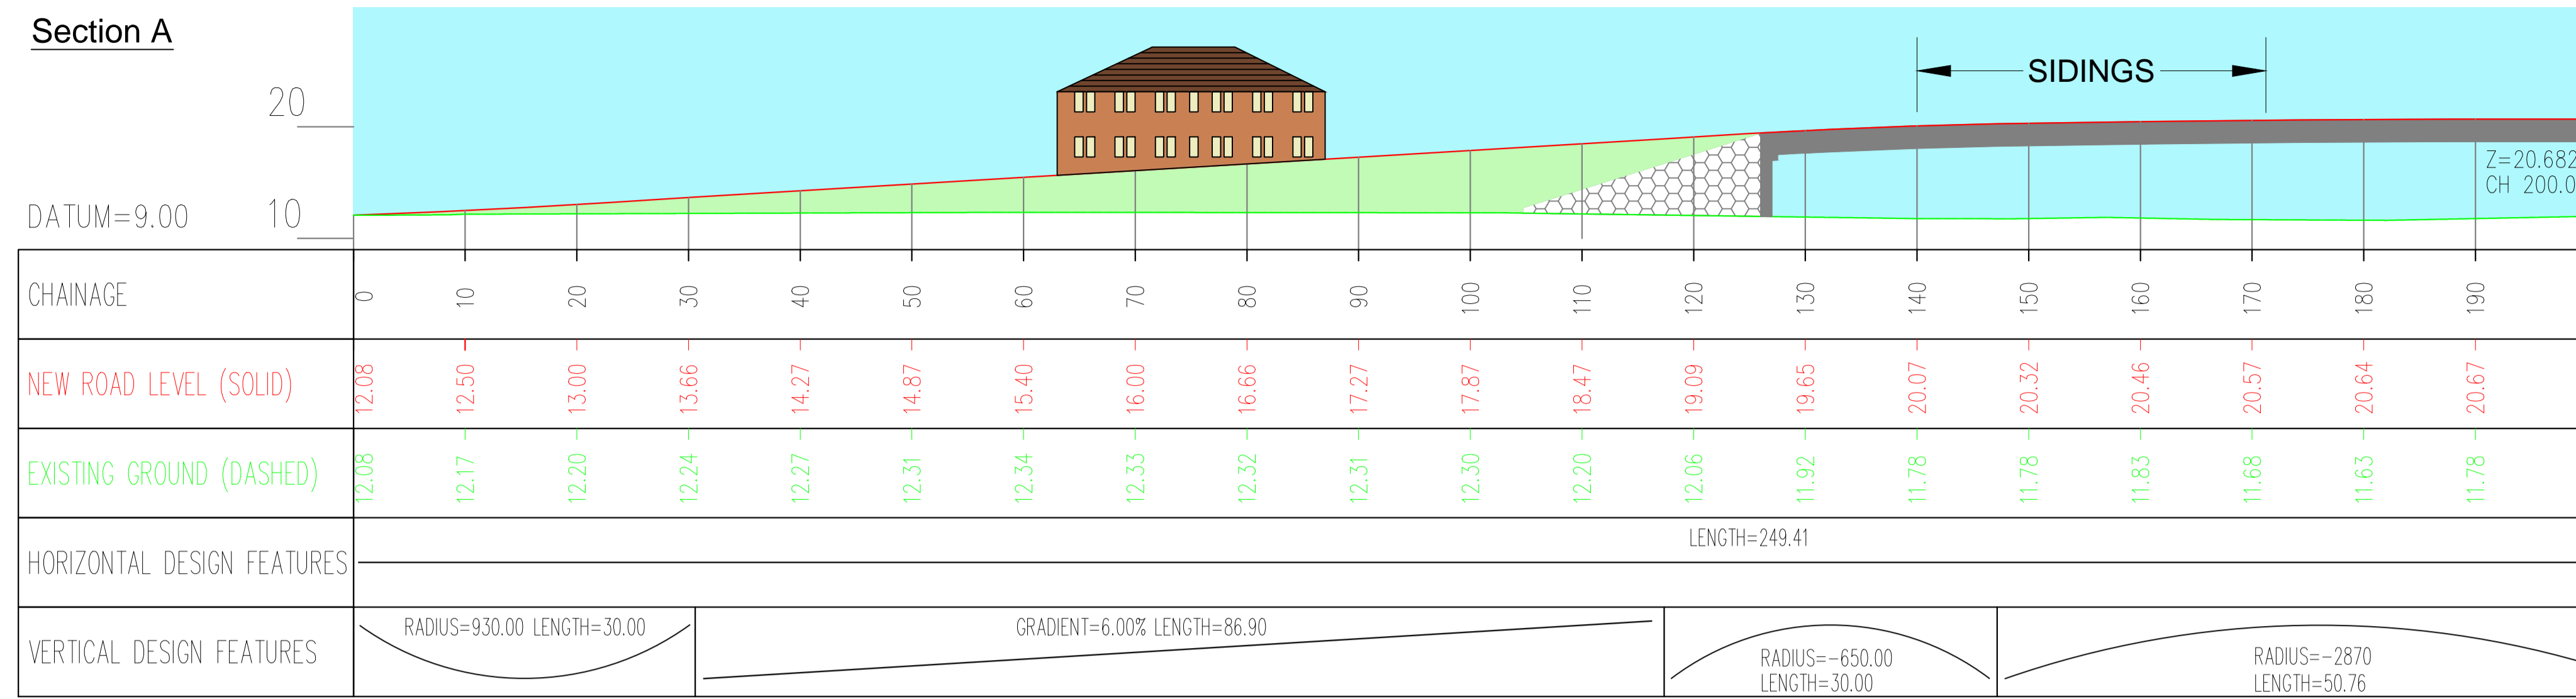 Section A
SIDINGS
20
DATUM=9.00 10
Z=20.682
CH 200.0
CHAINAGE 0 10 20 30 40 50 60 70 80 90 100 110 120 130 140 150 160 170 180 190
NEW ROAD LEVEL (SOLID) 12.08 12.50 13.00 13.66 14.27 14.87 15.40 16.00 16.66 17.27 17.87 18.47 19.09 19.65 20.07 20.32 20.46 20.57 20.64 20.67
EXISTING GROUND (DASHED) 12.08 12.17 12.20 12.24 12.27 12.31 12.34 12.33 12.32 12.31 12.30 12.20 12.06 11.92 11.78 11.78 11.83 11.68 11.63 11.78
HORIZONTAL DESIGN FEATURES LENGTH=249.41
VERTICAL DESIGN FEATURES
RADIUS=930.00 LENGTH=30.00
GRADIENT=6.00% LENGTH=86.90
RADIUS=-650.00
LENGTH=30.00
RADIUS=-2870
LENGTH=50.76